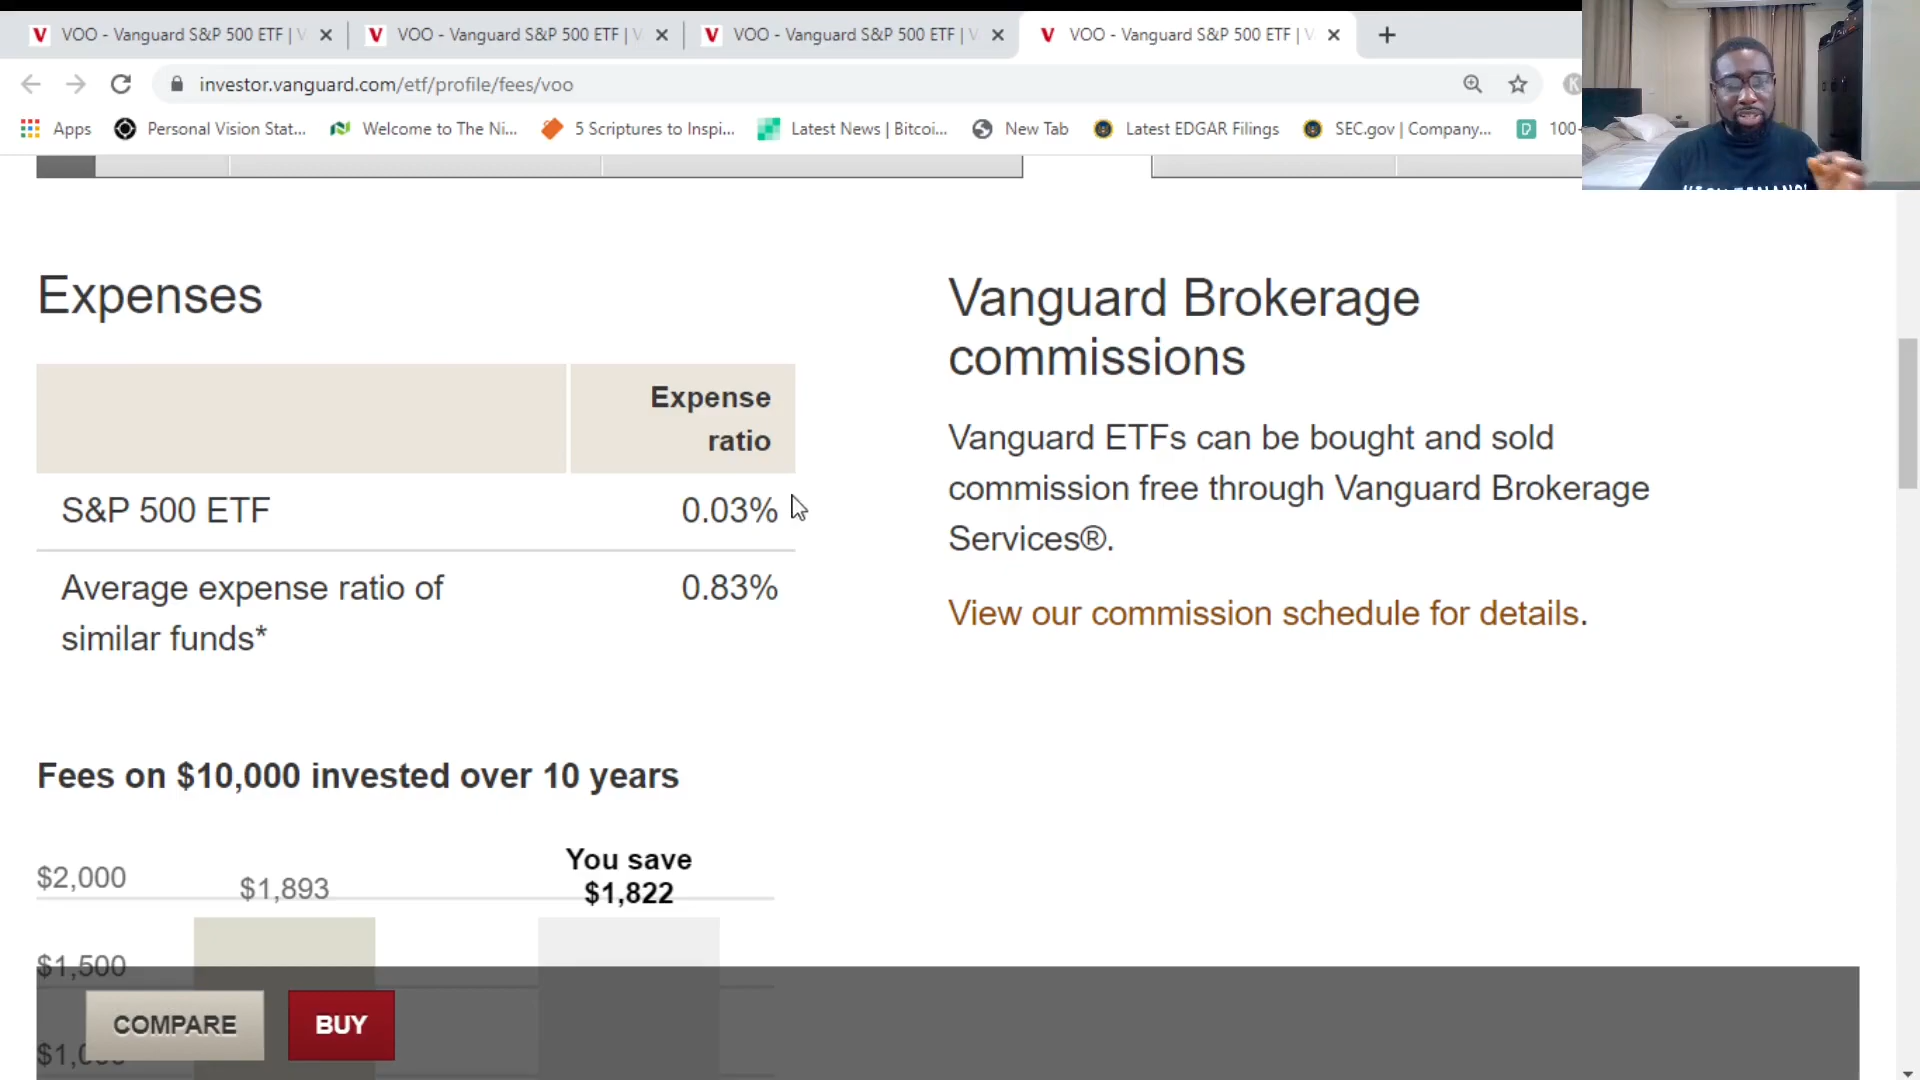 VOO - Vanguard S&P 500 ETF | V
VOO - Vanguard S&P 500 ETF | V
VOO - Vanguard S&P 500 ETF | V
VOO - Vanguard S&P 500 ETF | V
investor.vanguard.com/etf/profile/fees/voo
K
Apps
Personal Vision Stat...
Welcome to The Ni...
5 Scriptures to Inspi...
Latest News | Bitcoi...
New Tab
Latest EDGAR Filings
SEC.gov | Company...
100
Expenses
Expense
ratio
S&P 500 ETF 0.03%
Average expense ratio of 0.83%
similar funds*
Vanguard Brokerage
commissions
Vanguard ETFs can be bought and sold
commission free through Vanguard Brokerage
Services®.
View our commission schedule for details.
Fees on $10,000 invested over 10 years
You save
$2,000 $1,893 $1,822
$1,500
COMPARE BUY